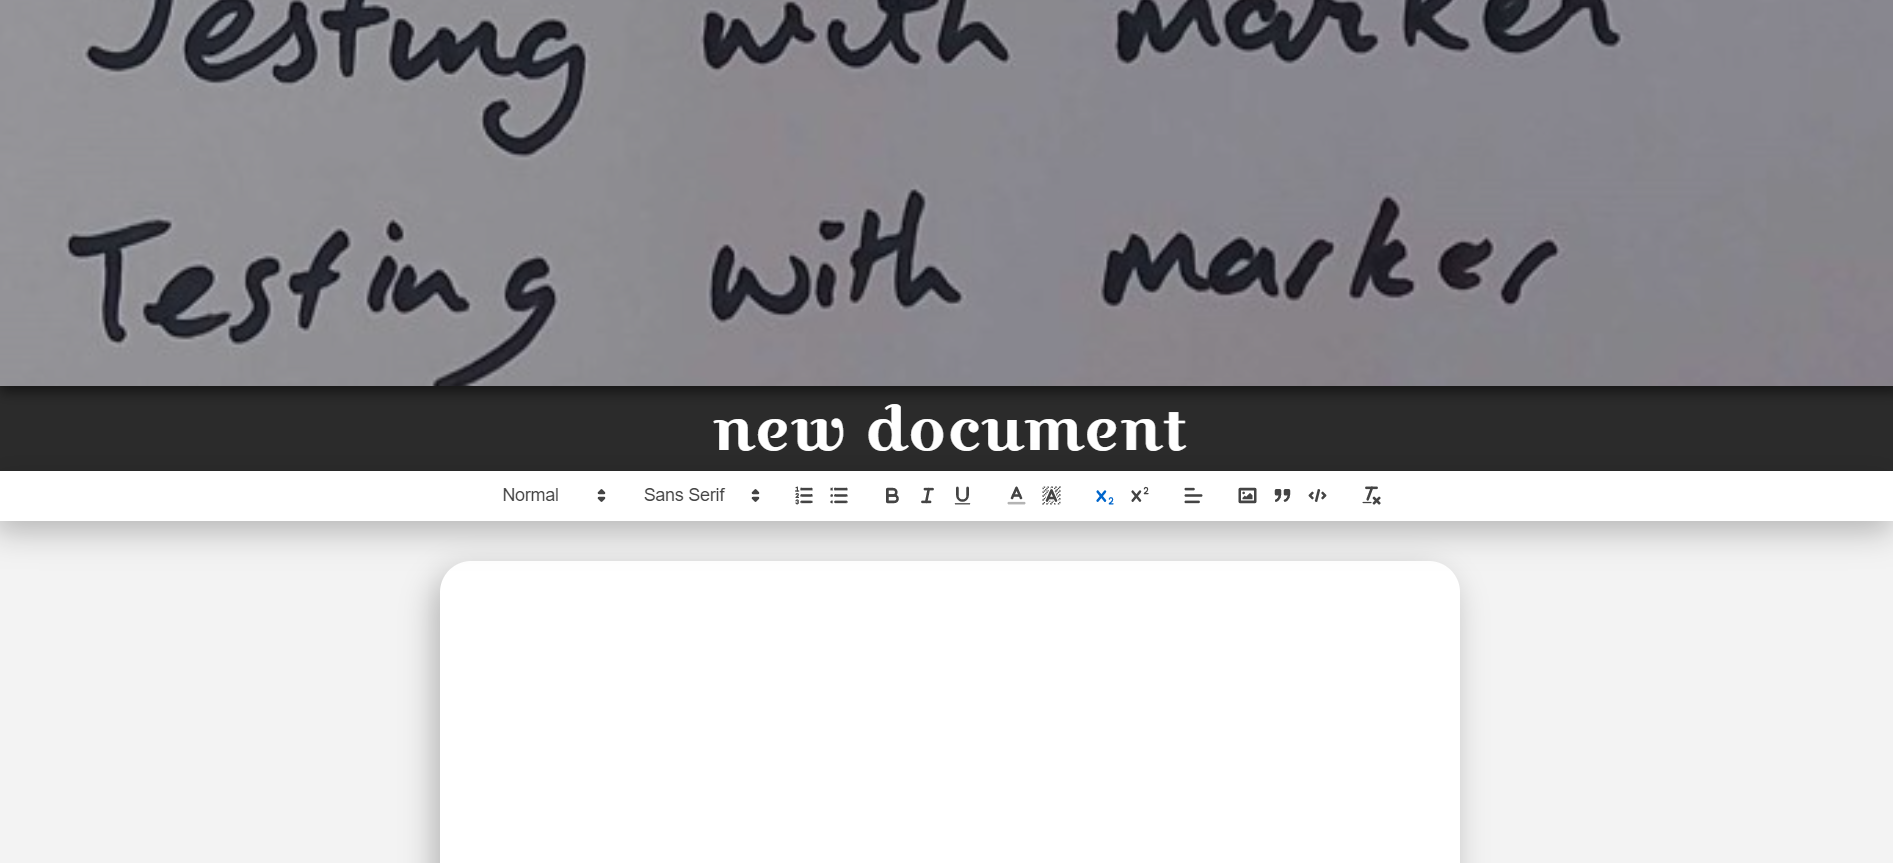 Testing with marker
Testing with marker
new document
Normal Sans Serif